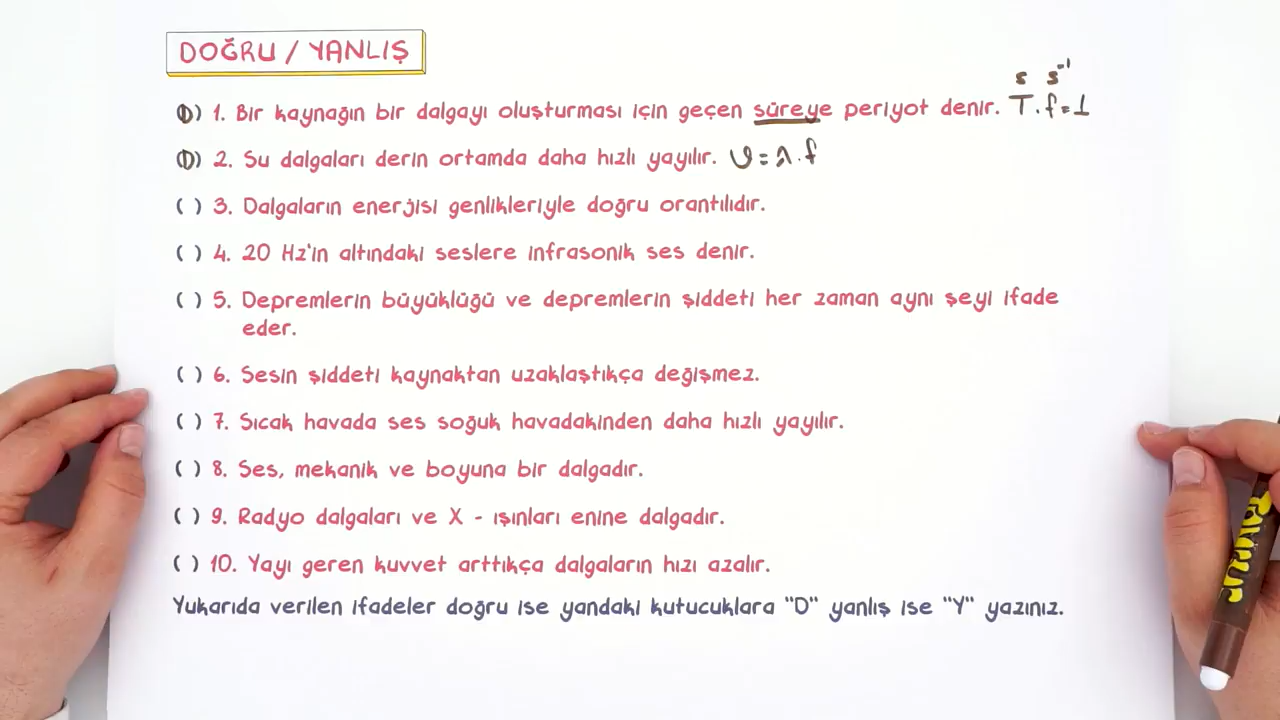 DOĞRU / YANLIŞ
s s⁻¹
(D) 1. Bir kaynağın bir dalgayı oluşturması için geçen süreye periyot denir. T.f=1
(D) 2. Su dalgaları derin ortamda daha hızlı yayılır. υ=λ.f
( ) 3. Dalgaların enerjisi genlikleriyle doğru orantılıdır.
( ) 4. 20 Hz'in altındaki seslere infrasonik ses denir.
( ) 5. Depremlerin büyüklüğü ve depremlerin şiddeti her zaman aynı şeyi ifade
eder.
( ) 6. Sesin şiddeti kaynaktan uzaklaştıkça değişmez.
( ) 7. Sıcak havada ses soğuk havadakinden daha hızlı yayılır.
( ) 8. Ses, mekanik ve boyuna bir dalgadır.
( ) 9. Radyo dalgaları ve X - ışınları enine dalgadır.
( ) 10. Yayı geren kuvvet arttıkça dalgaların hızı azalır.
Yukarıda verilen ifadeler doğru ise yandaki kutucuklara "D" yanlış ise "Y" yazınız.